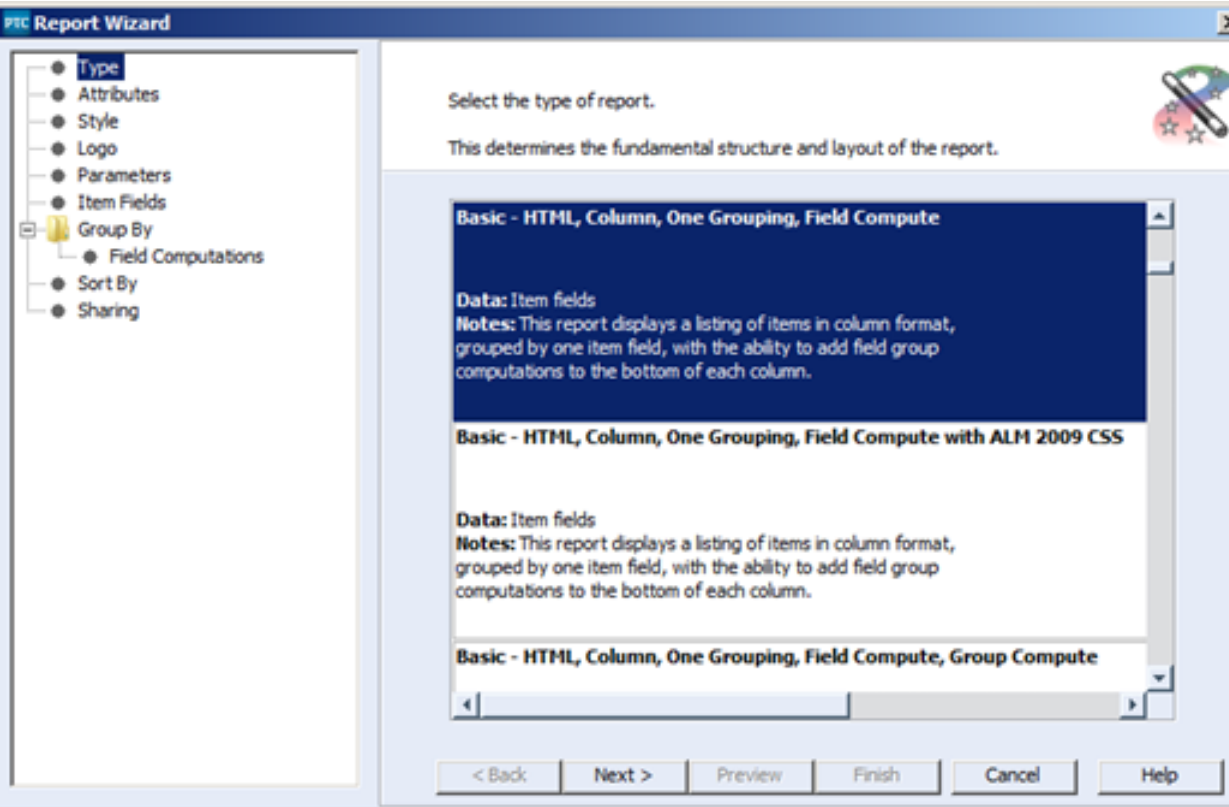 PTC Report Wizard
Type
Attributes
Style
Logo
Parameters
Item Fields
Group By
Field Computations
Sort By
Sharing
Select the type of report.
This determines the fundamental structure and layout of the report.
Basic - HTML, Column, One Grouping, Field Compute
Data: Item fields
Notes: This report displays a listing of items in column format,
grouped by one item field, with the ability to add field group
computations to the bottom of each column.
Basic - HTML, Column, One Grouping, Field Compute with ALM 2009 CSS
Data: Item fields
Notes: This report displays a listing of items in column format,
grouped by one item field, with the ability to add field group
computations to the bottom of each column.
Basic - HTML, Column, One Grouping, Field Compute, Group Compute
< Back Next > Preview Finish Cancel Help